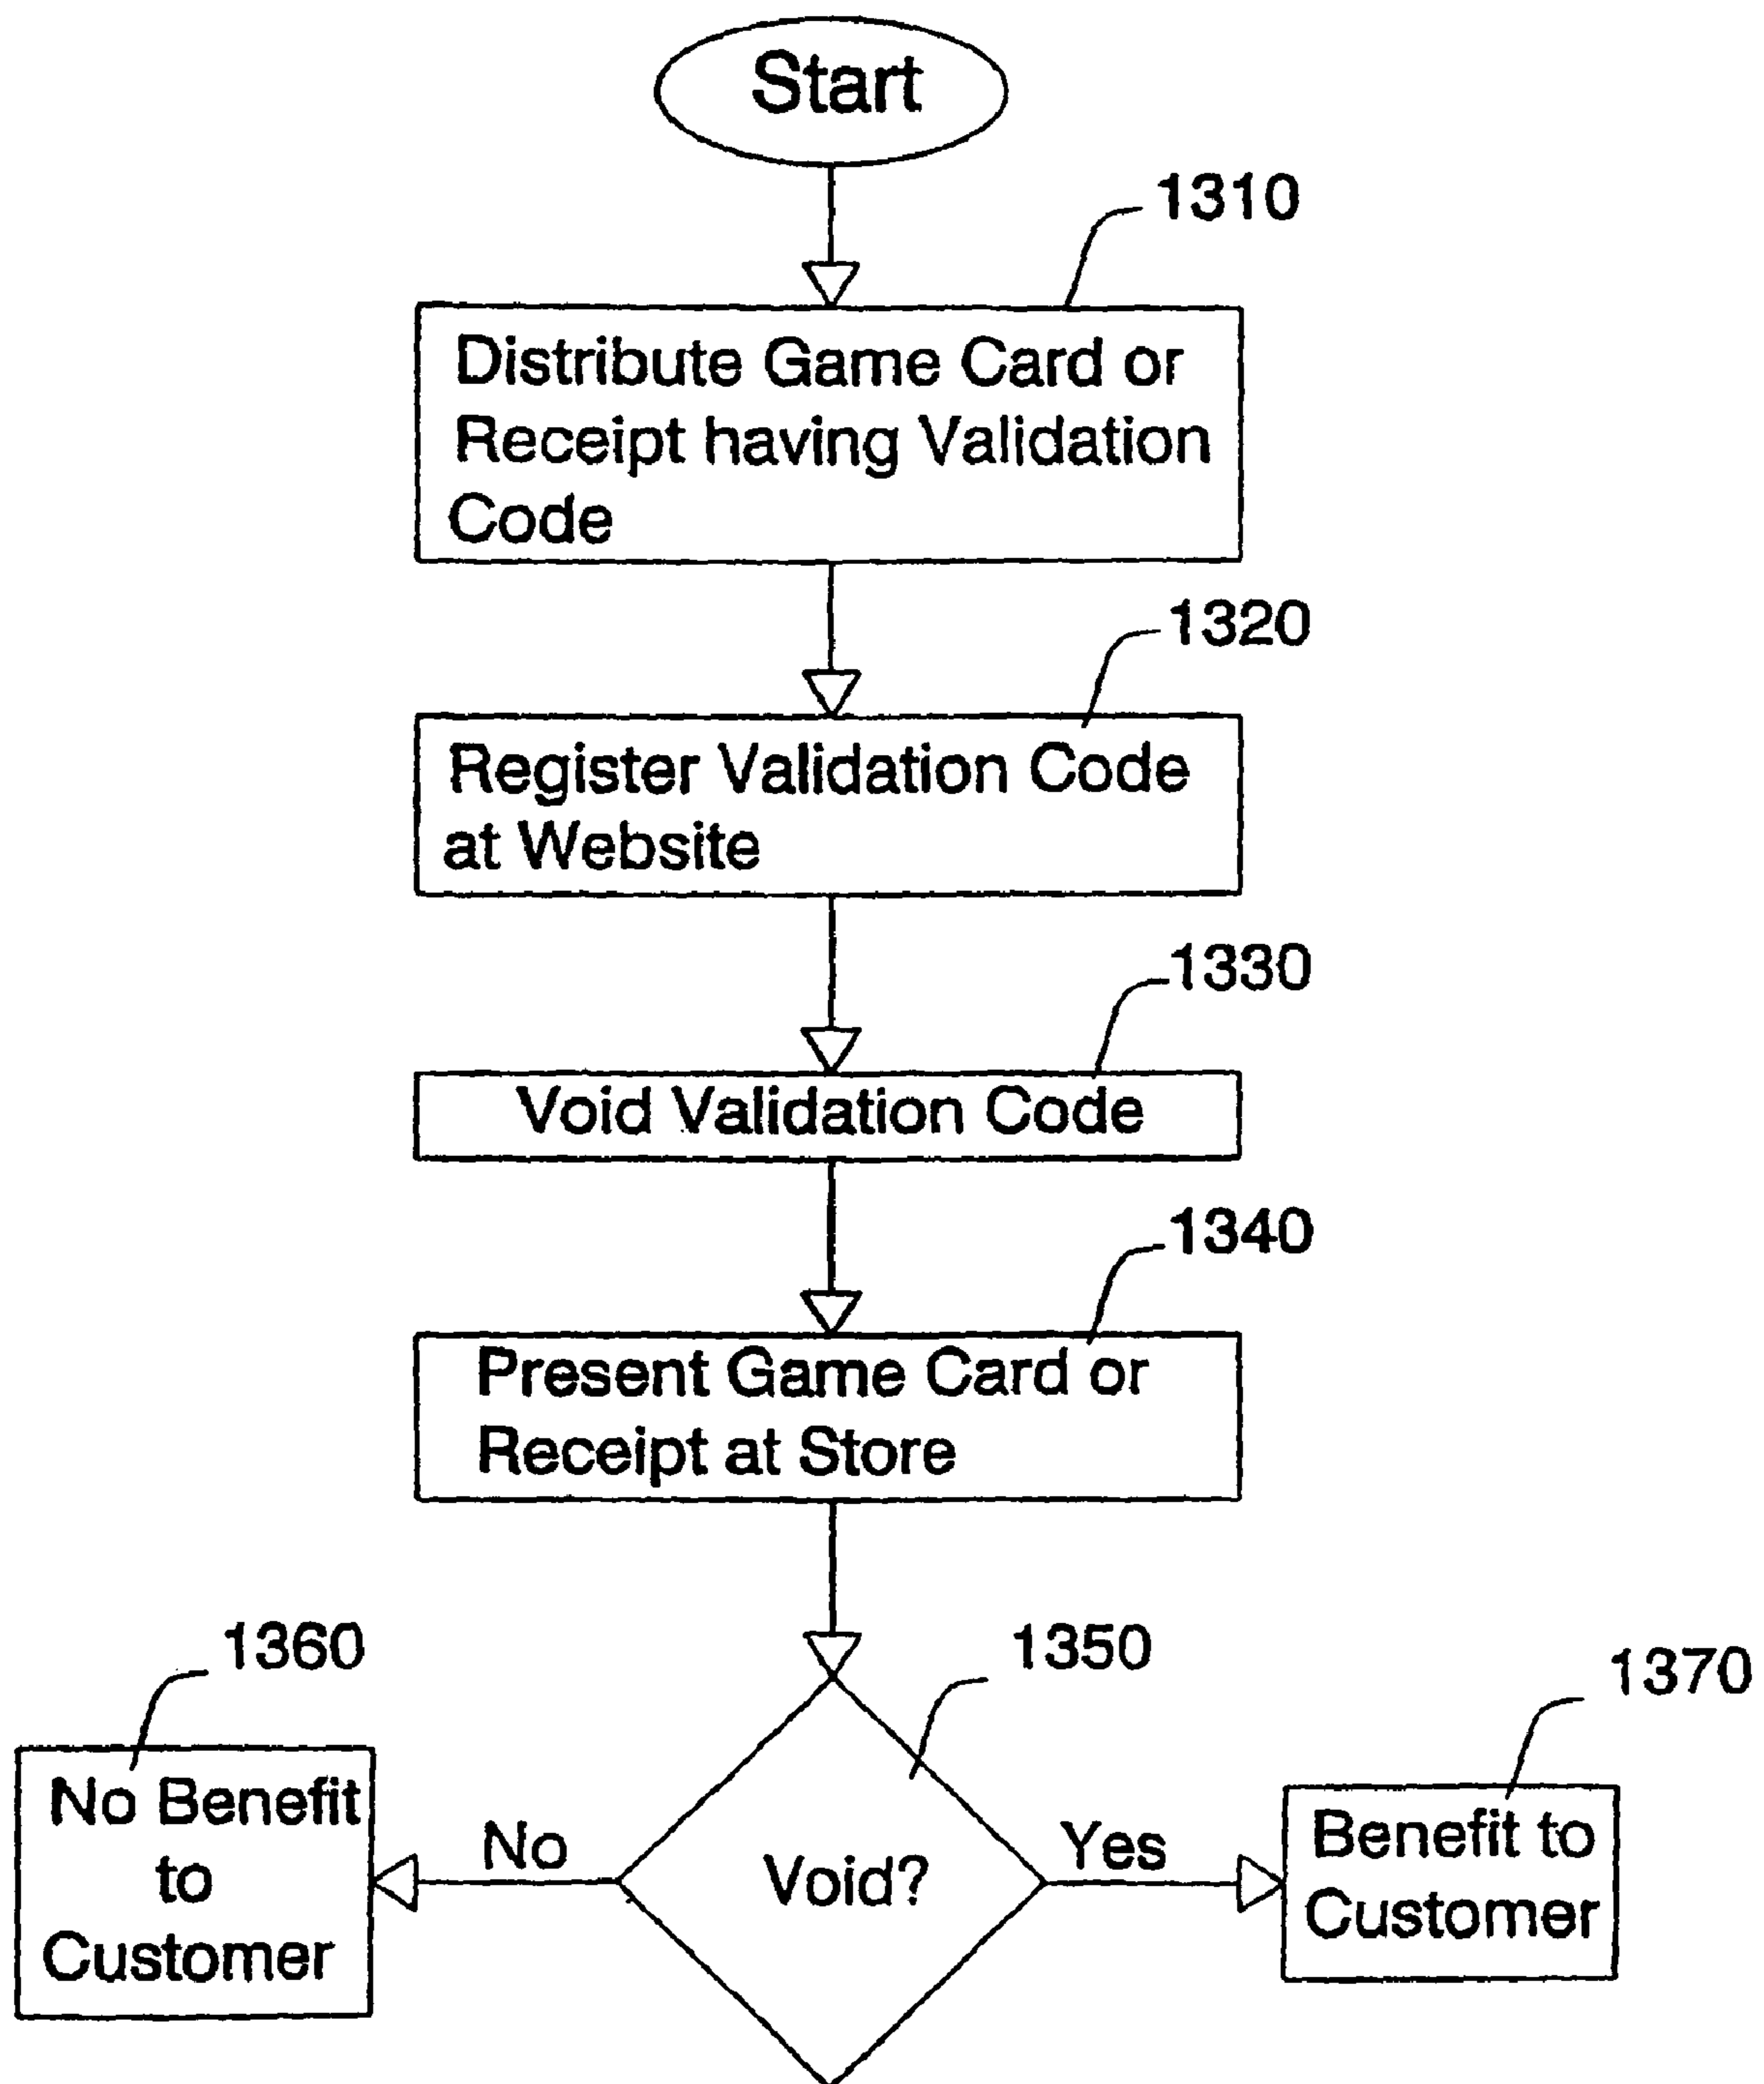 Start
1310
Distribute Game Card or
Receipt having Validation
Code
1320
Register Validation Code
at Website
1330
Void Validation Code
1340
Present Game Card or
Receipt at Store
1360
1350
1370
No Benefit
to
Customer
No
Void?
Yes
Benefit to
Customer